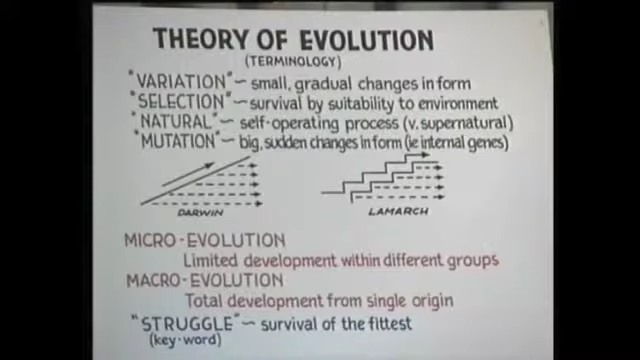 THEORY OF EVOLUTION
(TERMINOLOGY)
"VARIATION" ~ small, gradual changes in form
"SELECTION" ~ survival by suitability to environment
"NATURAL" ~ self-operating process (v. supernatural)
"MUTATION" ~ big, sudden changes in form (ie internal genes)
DARWIN
LAMARCH
MICRO-EVOLUTION
Limited development within different groups
MACRO-EVOLUTION
Total development from single origin
"STRUGGLE" ~ survival of the fittest
(key-word)